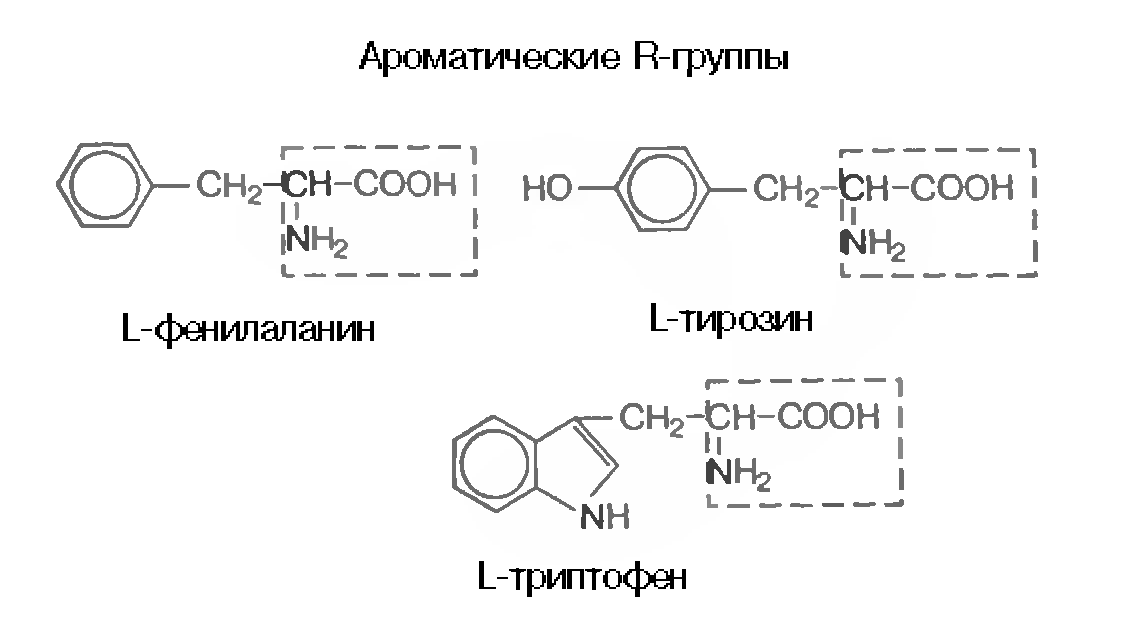 Ароматические R-группы
CH₂-CH-COOH
NH₂
L-фенилаланин
HO-
CH₂-CH-COOH
NH₂
L-тирозин
CH₂-CH-COOH
NH₂
NH
L-триптофен